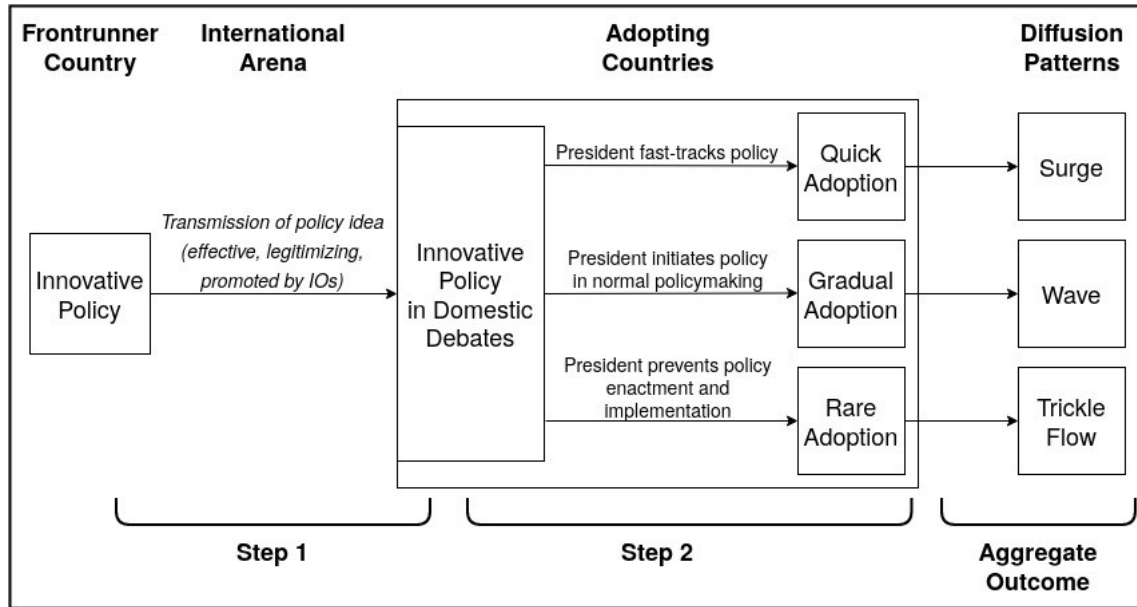 Frontrunner
Country
International
Arena
Adopting
Countries
Diffusion
Patterns
Innovative
Policy
Transmission of policy idea
(effective, legitimizing,
promoted by IOs)
Innovative
Policy
in Domestic
Debates
President fast-tracks policy
Quick
Adoption
Surge
President initiates policy
in normal policymaking
Gradual
Adoption
Wave
President prevents policy
enactment and
implementation
Rare
Adoption
Trickle
Flow
Step 1
Step 2
Aggregate
Outcome